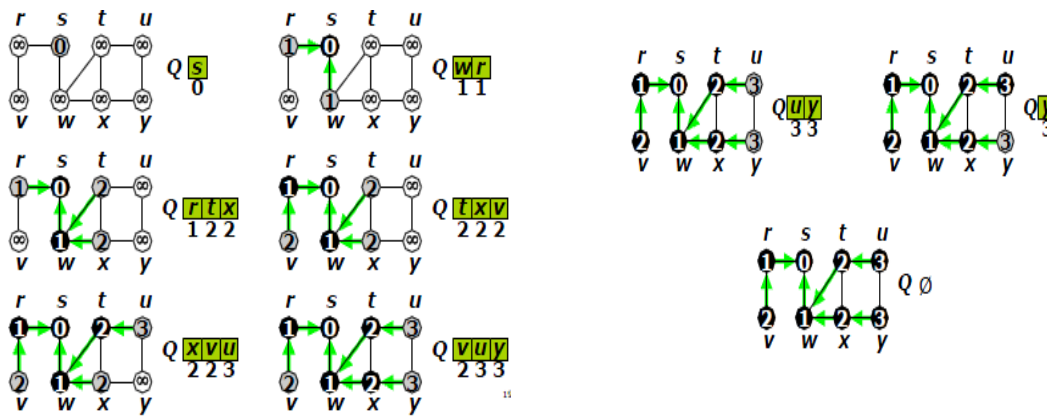 r s t u
∞ 0 ∞ ∞
Q s
0
∞ ∞ ∞ ∞
v w x y
r s t u
1 0 ∞ ∞
Q w r
1 1
∞ 1 ∞ ∞
v w x y
r s t u
1 0 2 ∞
Q r t x
1 2 2
∞ 1 2 ∞
v w x y
r s t u
1 0 2 ∞
Q t x v
2 2 2
2 1 2 ∞
v w x y
r s t u
1 0 2 3
Q x v u
2 2 3
2 1 2 ∞
v w x y
r s t u
1 0 2 3
Q v u y
2 3 3
2 1 2 3
v w x y
r s t u
1 0 2 3
Q u y
3 3
2 1 2 3
v w x y
r s t u
1 0 2 3
Q y
3
2 1 2 3
v w x y
r s t u
1 0 2 3
Q ∅
2 1 2 3
v w x y